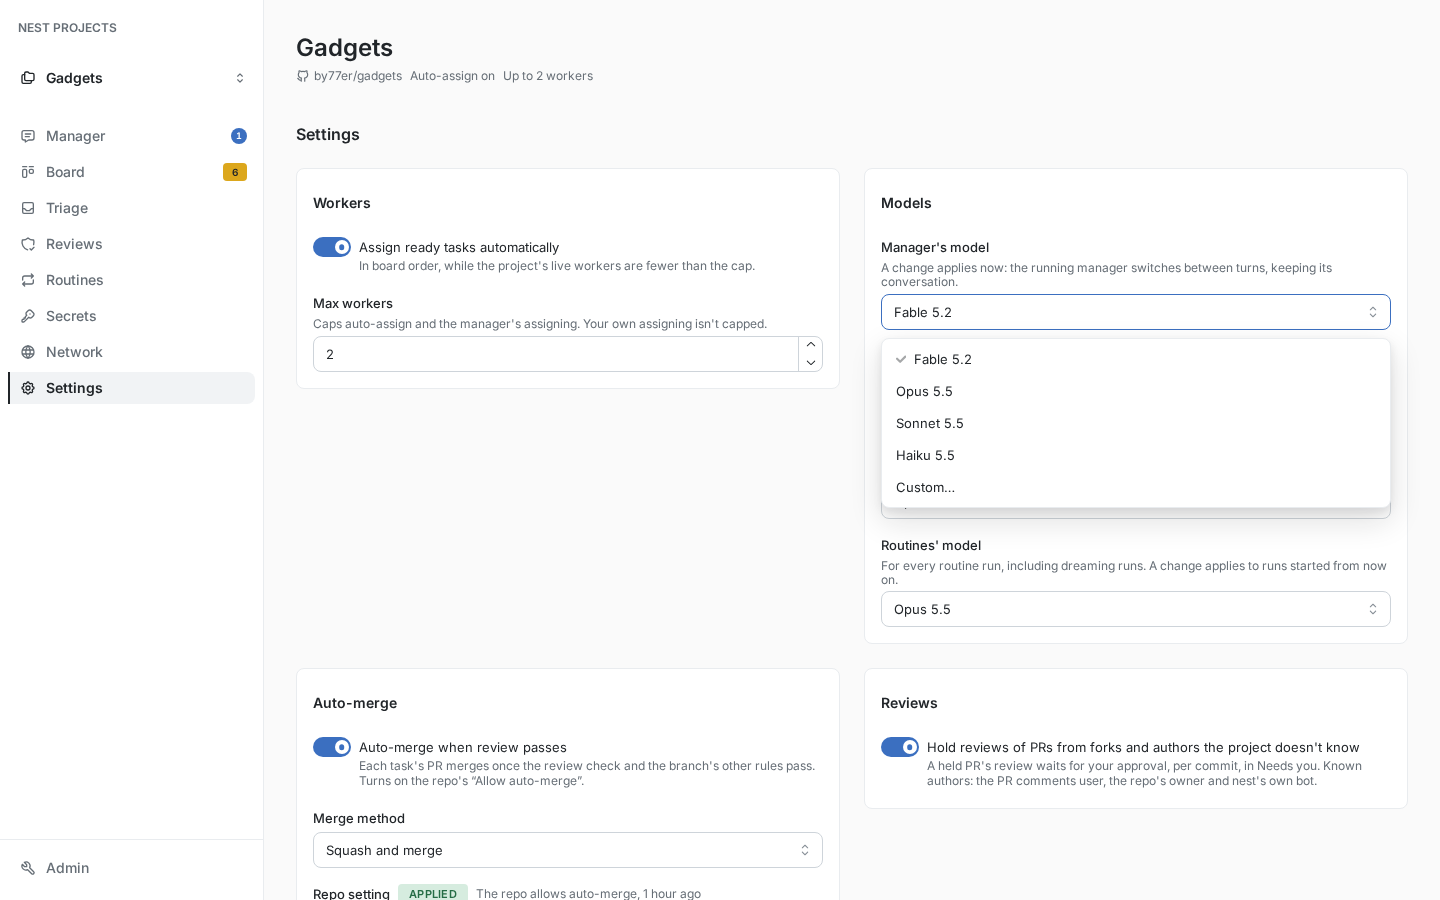 NEST PROJECTS
Gadgets
Manager
1
Board
6
Triage
Reviews
Routines
Secrets
Network
Settings
Admin
Gadgets
by77er/gadgets Auto-assign on Up to 2 workers
Settings
Workers
Assign ready tasks automatically
In board order, while the project's live workers are fewer than the cap.
Max workers
Caps auto-assign and the manager's assigning. Your own assigning isn't capped.
2
Models
Manager's model
A change applies now: the running manager switches between turns, keeping its
conversation.
Fable 5.2
Fable 5.2
Opus 5.5
Sonnet 5.5
Haiku 5.5
Custom...
Routines' model
For every routine run, including dreaming runs. A change applies to runs started from now
on.
Opus 5.5
Auto-merge
Auto-merge when review passes
Each task's PR merges once the review check and the branch's other rules pass.
Turns on the repo's “Allow auto-merge”.
Merge method
Squash and merge
Repo setting APPLIED The repo allows auto-merge, 1 hour ago
Reviews
Hold reviews of PRs from forks and authors the project doesn't know
A held PR's review waits for your approval, per commit, in Needs you. Known
authors: the PR comments user, the repo's owner and nest's own bot.